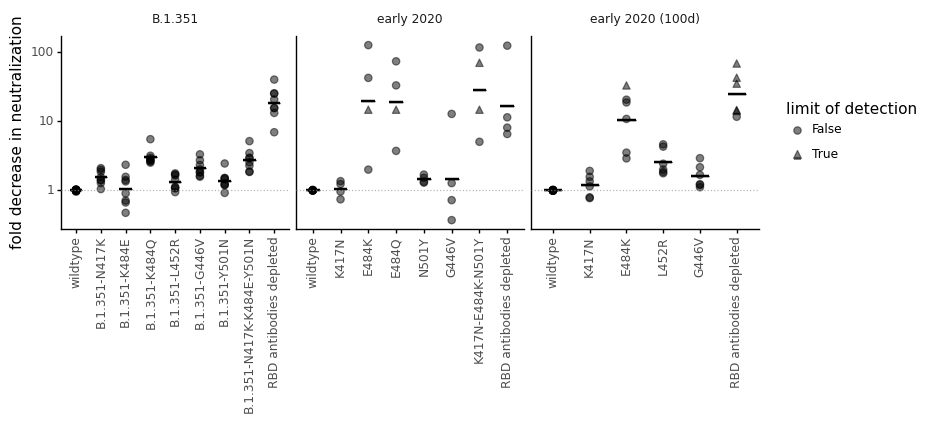 B.1.351
early 2020
early 2020 (100d)
fold decrease in neutralization
100
10
1
wildtype
B.1.351-N417K
B.1.351-K484E
B.1.351-K484Q
B.1.351-L452R
B.1.351-G446V
B.1.351-Y501N
B.1.351-N417K-K484E-Y501N
RBD antibodies depleted
wildtype
K417N
E484K
E484Q
N501Y
G446V
K417N-E484K-N501Y
RBD antibodies depleted
wildtype
K417N
E484K
L452R
G446V
RBD antibodies depleted
limit of detection
False
True